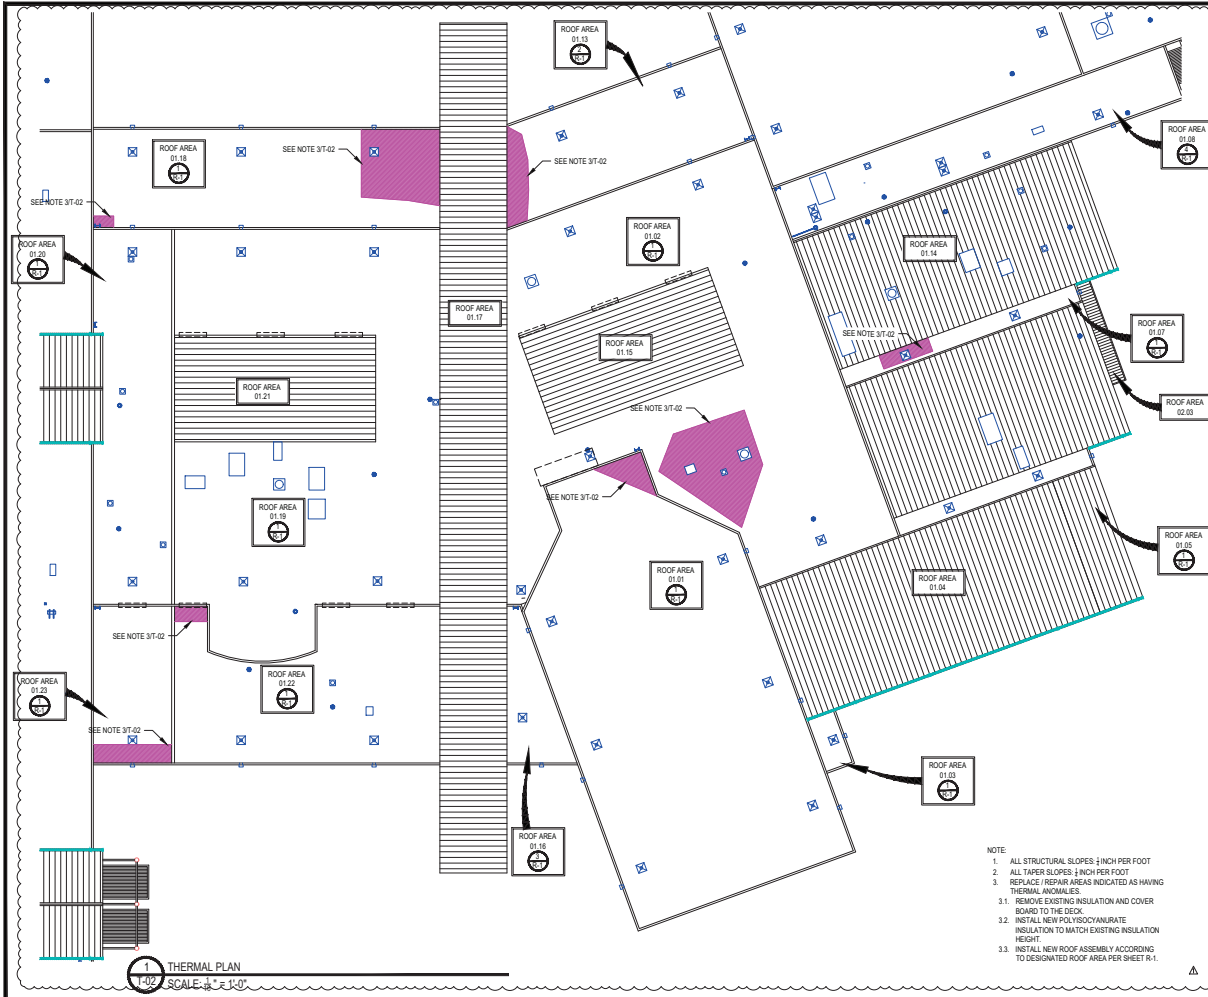 ROOF AREA
01.13
2
R-1
ROOF AREA
01.18
1
R-1
SEE NOTE 3/T-02
SEE NOTE 3/T-02
ROOF AREA
01.08
4
R-1
SEE NOTE 3/T-02
ROOF AREA
01.20
1
R-1
ROOF AREA
01.02
1
R-1
ROOF AREA
01.14
ROOF AREA
01.17
ROOF AREA
01.15
SEE NOTE 3/T-02
ROOF AREA
01.07
1
R-1
ROOF AREA
01.21
SEE NOTE 3/T-02
ROOF AREA
02.03
SEE NOTE 3/T-02
ROOF AREA
01.19
1
R-1
ROOF AREA
01.05
1
R-1
ROOF AREA
01.01
1
R-1
ROOF AREA
01.04
SEE NOTE 3/T-02
ROOF AREA
01.22
1
R-1
ROOF AREA
01.23
1
R-1
SEE NOTE 3/T-02
ROOF AREA
01.03
1
R-1
ROOF AREA
01.16
3
R-1
NOTE:
1. ALL STRUCTURAL SLOPES: INCH PER FOOT
2. ALL TAPER SLOPES: INCH PER FOOT
3. REPLACE / REPAIR AREAS INDICATED AS HAVING
THERMAL ANOMALIES.
3.1. REMOVE EXISTING INSULATION AND COVER
BOARD TO THE DECK.
3.2. INSTALL NEW POLYISOCYANURATE
INSULATION TO MATCH EXISTING INSULATION
HEIGHT.
3.3. INSTALL NEW ROOF ASSEMBLY ACCORDING
TO DESIGNATED ROOF AREA PER SHEET R-1.
1
T-02
THERMAL PLAN
SCALE: " = 1'-0"